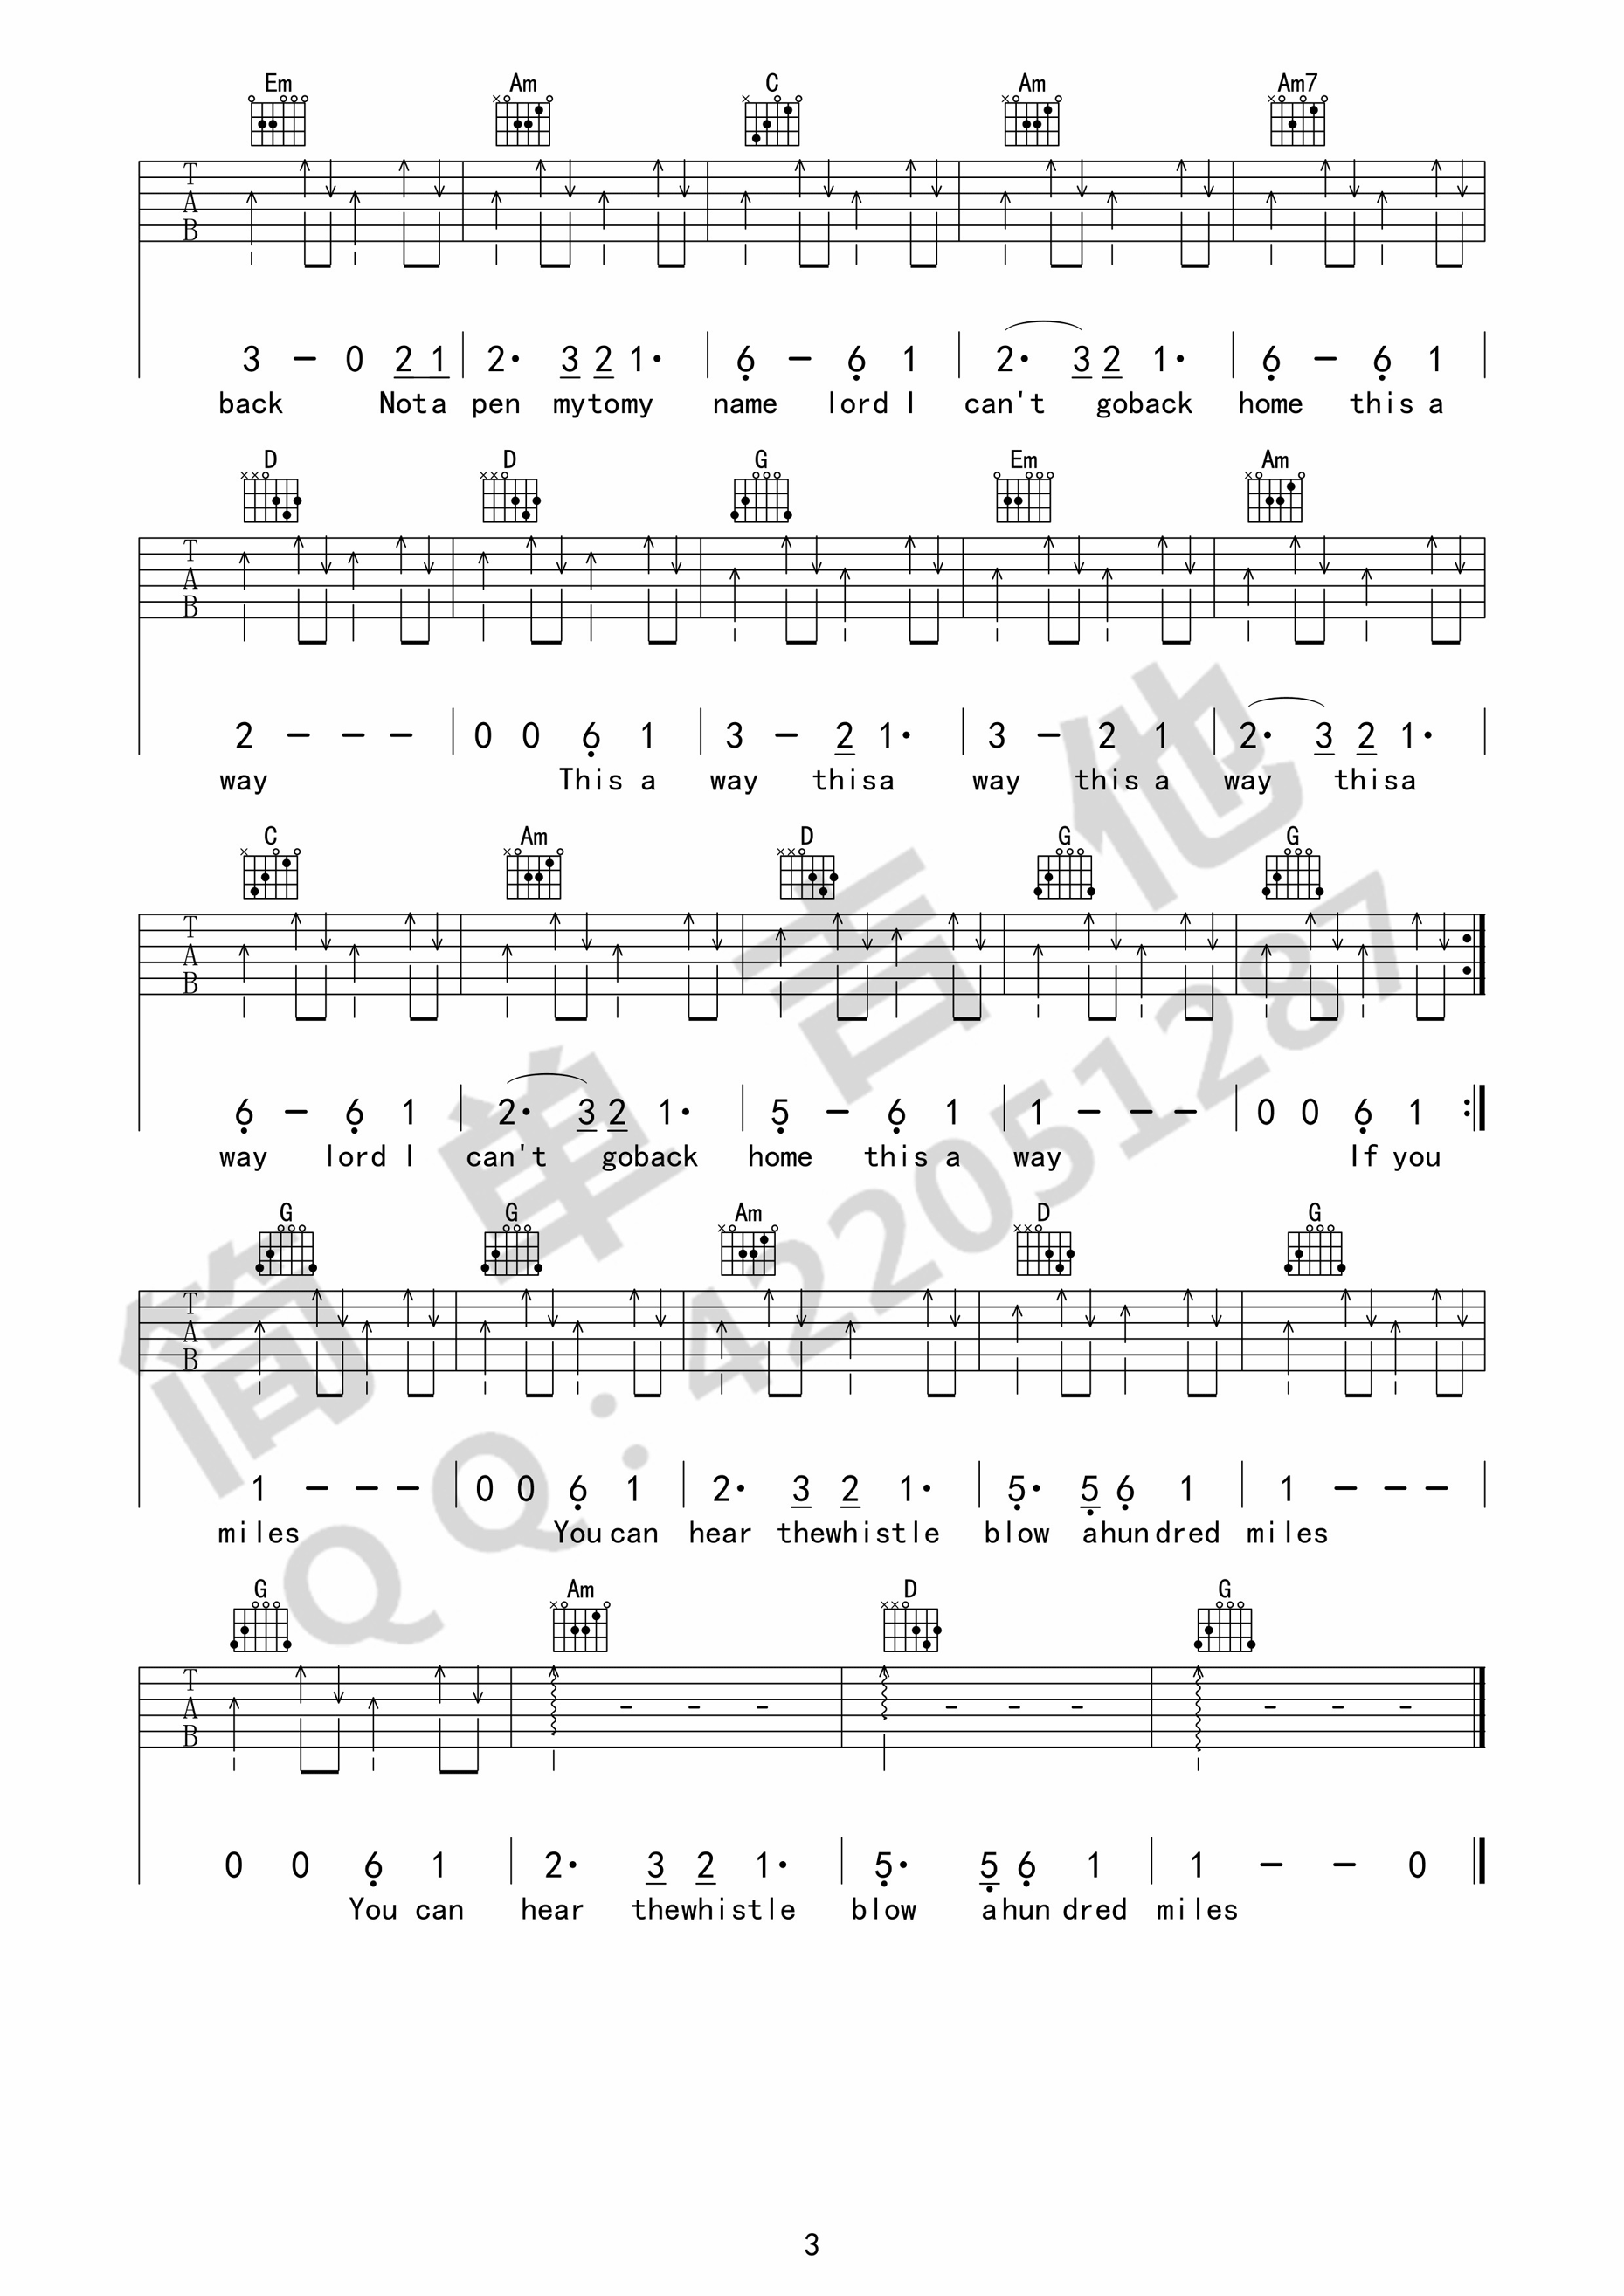 Em Am C Am Am7
T
A
B
3 — 0 2 1 | 2· 3 2 1· | 6 — 6 1 | 2· 3 2 1· | 6 — 6 1 |
back Nota pen mytomy name lord I can't goback home this a
D D G Em Am
T
A
B
2 — — — | 0 0 6 1 | 3 — 2 1· | 3 — 2 1 | 2· 3 2 1· |
way This a way thisa way this a way thisa
C Am D G G
T
A
B
6 — 6 1 | 2· 3 2 1· | 5 — 6 1 | 1 — — — | 0 0 6 1 :|
way lord I can't goback home this a way If you
G G Am D G
T
A
B
1 — — — | 0 0 6 1 | 2· 3 2 1· | 5· 5 6 1 | 1 — — — |
miles You can hear thewhistle blow ahundred miles
G Am D G
T
A
B
0 0 6 1 | 2· 3 2 1· | 5· 5 6 1 | 1 — — 0 |
You can hear thewhistle blow ahun dred miles
简单吉他
QQ:422051287
3